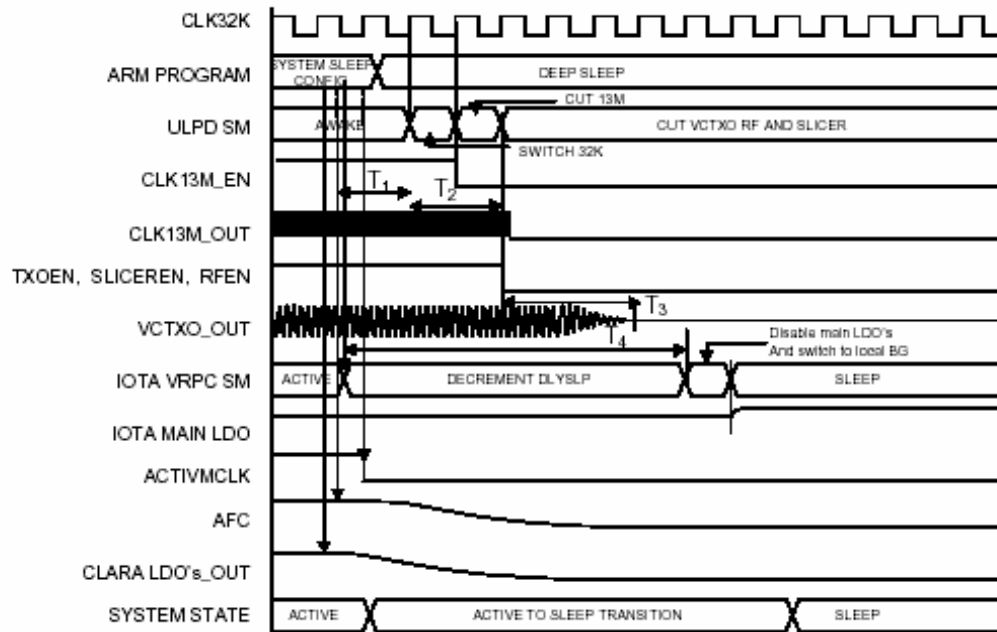 CLK32K
ARM PROGRAM
SYSTEM SLEEP
CONFIG
DEEP SLEEP
CUT 13M
ULPD SM
AWAKE
CUT VCTXO RF AND SLICER
SWITCH 32K
CLK13M_EN
T1
T2
CLK13M_OUT
TXOEN, SLICEREN, RFEN
T3
VCTXO_OUT
T4
Disable main LDO's
And switch to local BG
IOTA VRPC SM
ACTIVE
DECREMENT DLYSLP
SLEEP
IOTA MAIN LDO
ACTIVMCLK
AFC
CLARA LDO's_OUT
SYSTEM STATE
ACTIVE
ACTIVE TO SLEEP TRANSITION
SLEEP